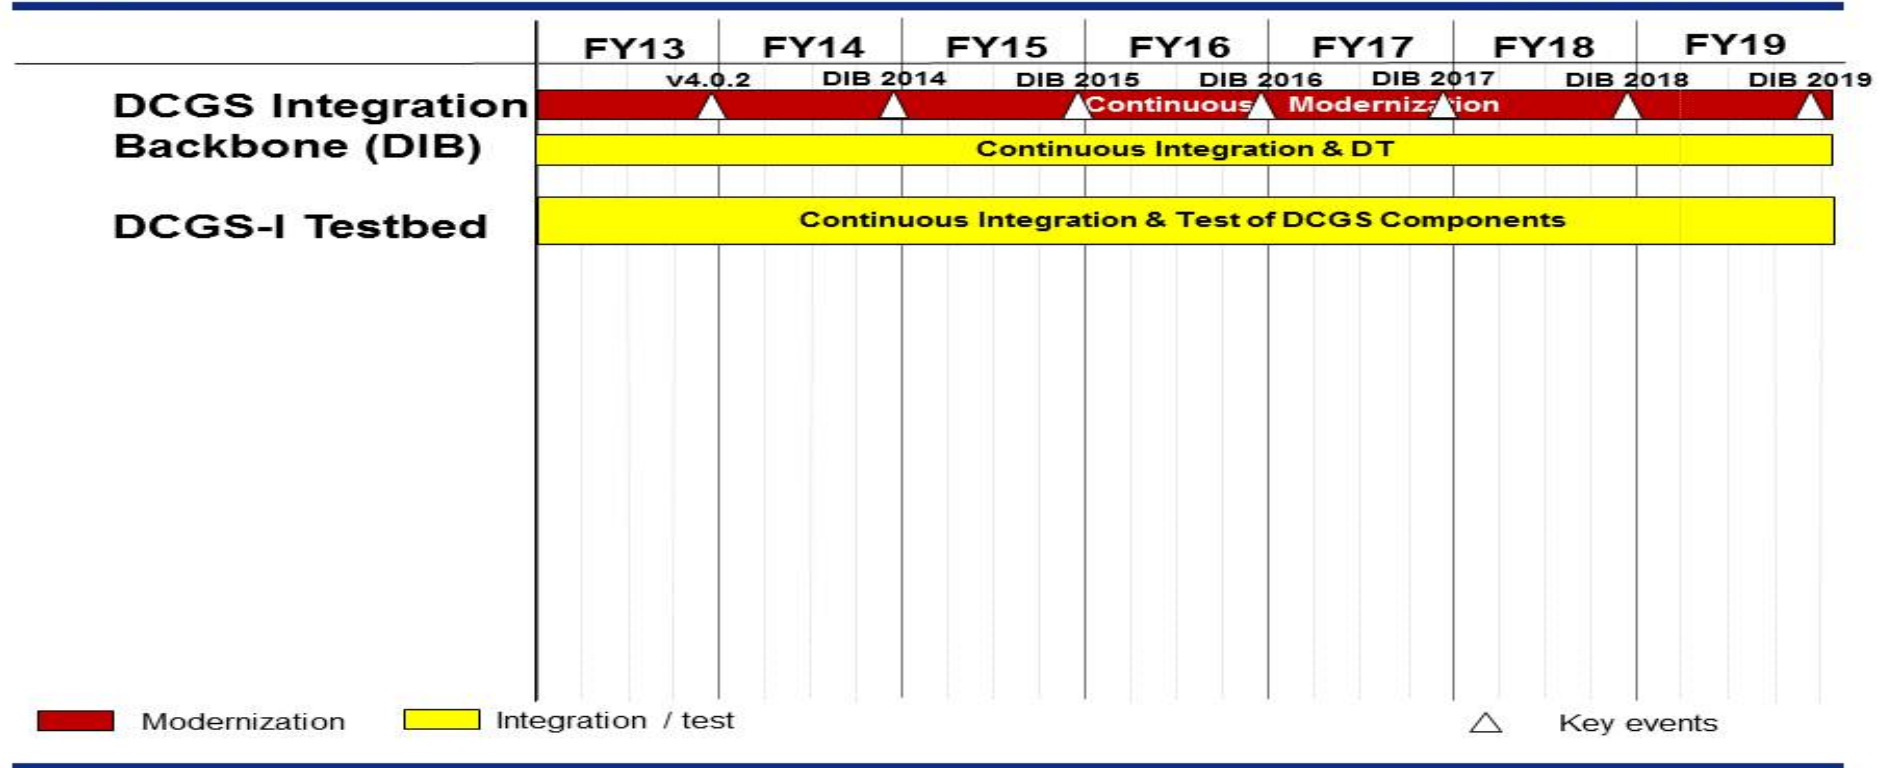 FY13 FY14 FY15 FY16 FY17 FY18 FY19
v4.0.2 DIB 2014 DIB 2015 DIB 2016 DIB 2017 DIB 2018 DIB 2019
DCGS Integration
Continuous Modernization
Backbone (DIB)
Continuous Integration & DT
DCGS-I Testbed
Continuous Integration & Test of DCGS Components
Modernization
Integration / test
Key events